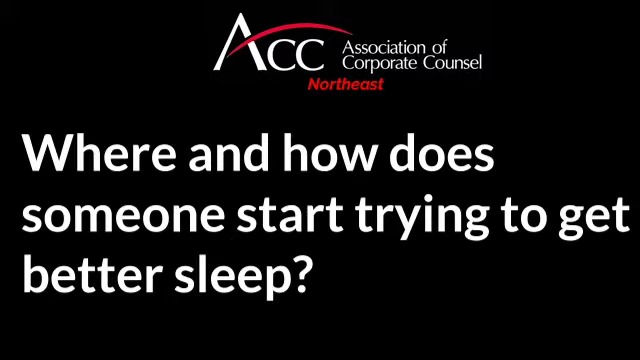 ACC Association of
Corporate Counsel
Northeast
Where and how does
someone start trying to get
better sleep?